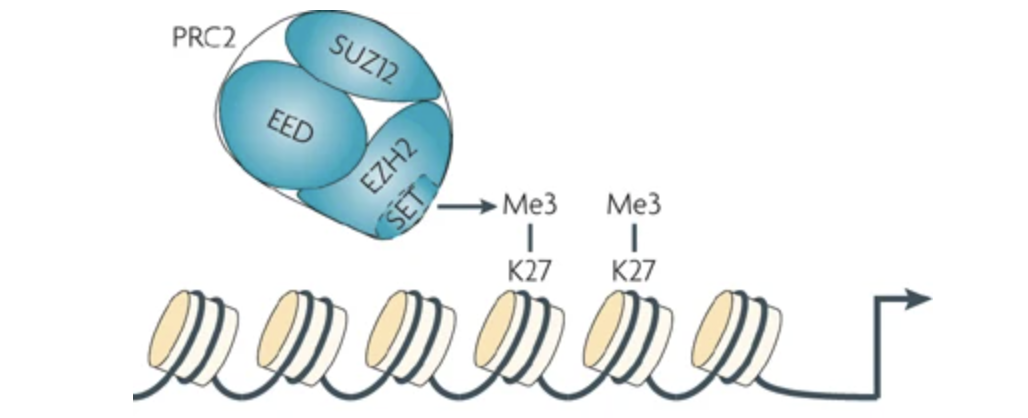 PRC2
SUZ12
EED
EZH2
SET
Me3 Me3
K27 K27